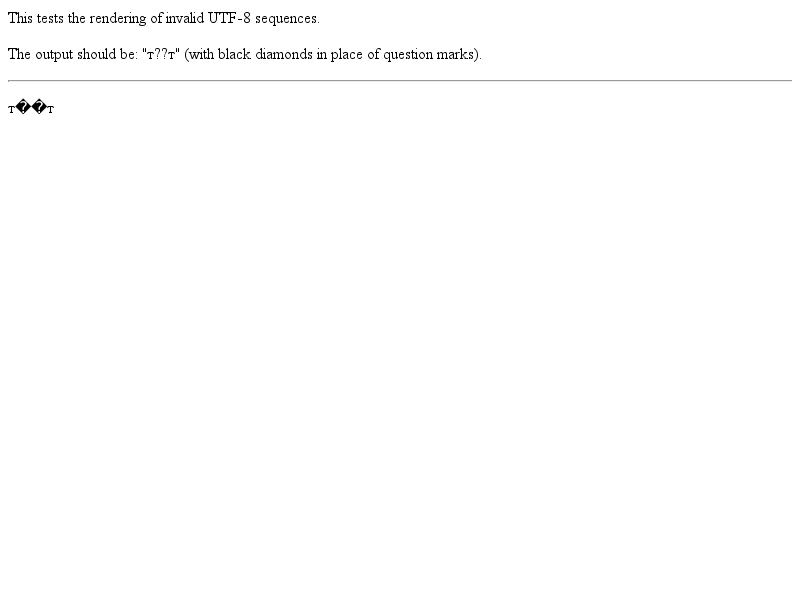 This tests the rendering of invalid UTF-8 sequences.
The output should be: "т??т" (with black diamonds in place of question marks).
т��т